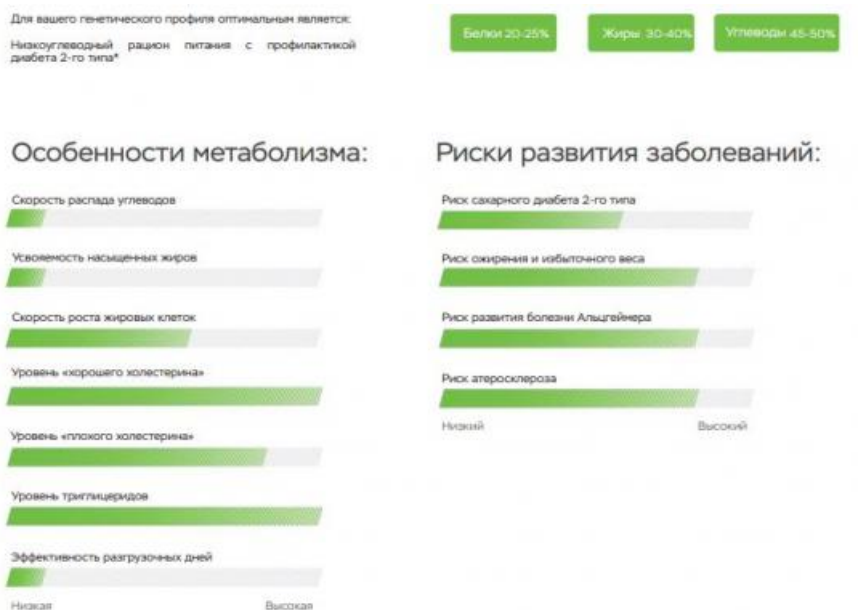 Для вашего генетического профиля оптимальным является:
Низкоуглеводный рацион питания с профилактикой
диабета 2-го типа*
Белки 20-25%
Жиры 30-40%
Углеводы 45-50%
Особенности метаболизма:
Скорость распада углеводов
Усвояемость насыщенных жиров
Скорость роста жировых клеток
Уровень «хорошего холестерина»
Уровень «плохого холестерина»
Уровень триглицеридов
Эффективность разгрузочных дней
Низкая
Высокая
Риски развития заболеваний:
Риск сахарного диабета 2-го типа
Риск ожирения и избыточного веса
Риск развития болезни Альцгеймера
Риск атеросклероза
Низкий
Высокий